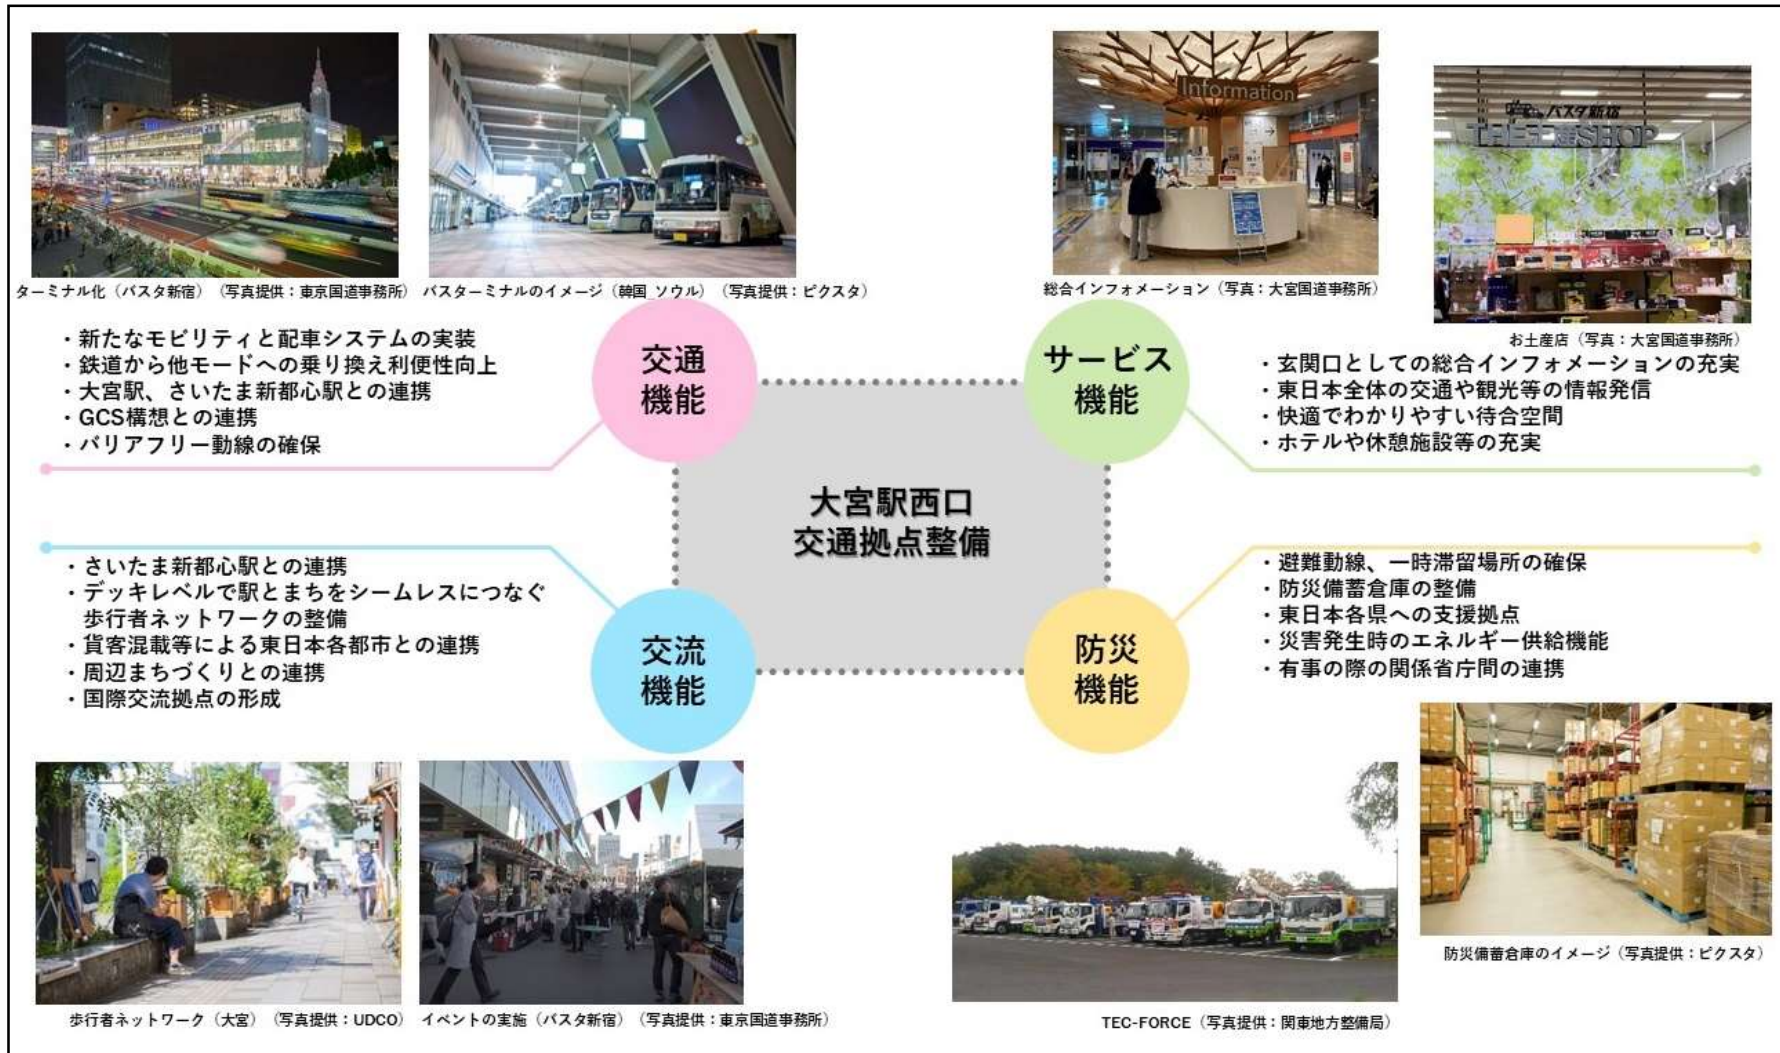 Information
バスタ新宿
THE土産SHOP
ターミナル化（バスタ新宿）（写真提供：東京国道事務所）
バスターミナルのイメージ（韓国_ソウル）（写真提供：ピクスタ）
総合インフォメーション（写真：大宮国道事務所）
お土産店（写真：大宮国道事務所）
交通
機能
・新たなモビリティと配車システムの実装
・鉄道から他モードへの乗り換え利便性向上
・大宮駅、さいたま新都心駅との連携
・GCS構想との連携
・バリアフリー動線の確保
サービス
機能
・玄関口としての総合インフォメーションの充実
・東日本全体の交通や観光等の情報発信
・快適でわかりやすい待合空間
・ホテルや休憩施設等の充実
大宮駅西口
交通拠点整備
・さいたま新都心駅との連携
・デッキレベルで駅とまちをシームレスにつなぐ
歩行者ネットワークの整備
・貨客混載等による東日本各都市との連携
・周辺まちづくりとの連携
・国際交流拠点の形成
交流
機能
防災
機能
・避難動線、一時滞留場所の確保
・防災備蓄倉庫の整備
・東日本各県への支援拠点
・災害発生時のエネルギー供給機能
・有事の際の関係省庁間の連携
歩行者ネットワーク（大宮）（写真提供：UDCO）
イベントの実施（バスタ新宿）（写真提供：東京国道事務所）
TEC-FORCE（写真提供：関東地方整備局）
防災備蓄倉庫のイメージ（写真提供：ピクスタ）